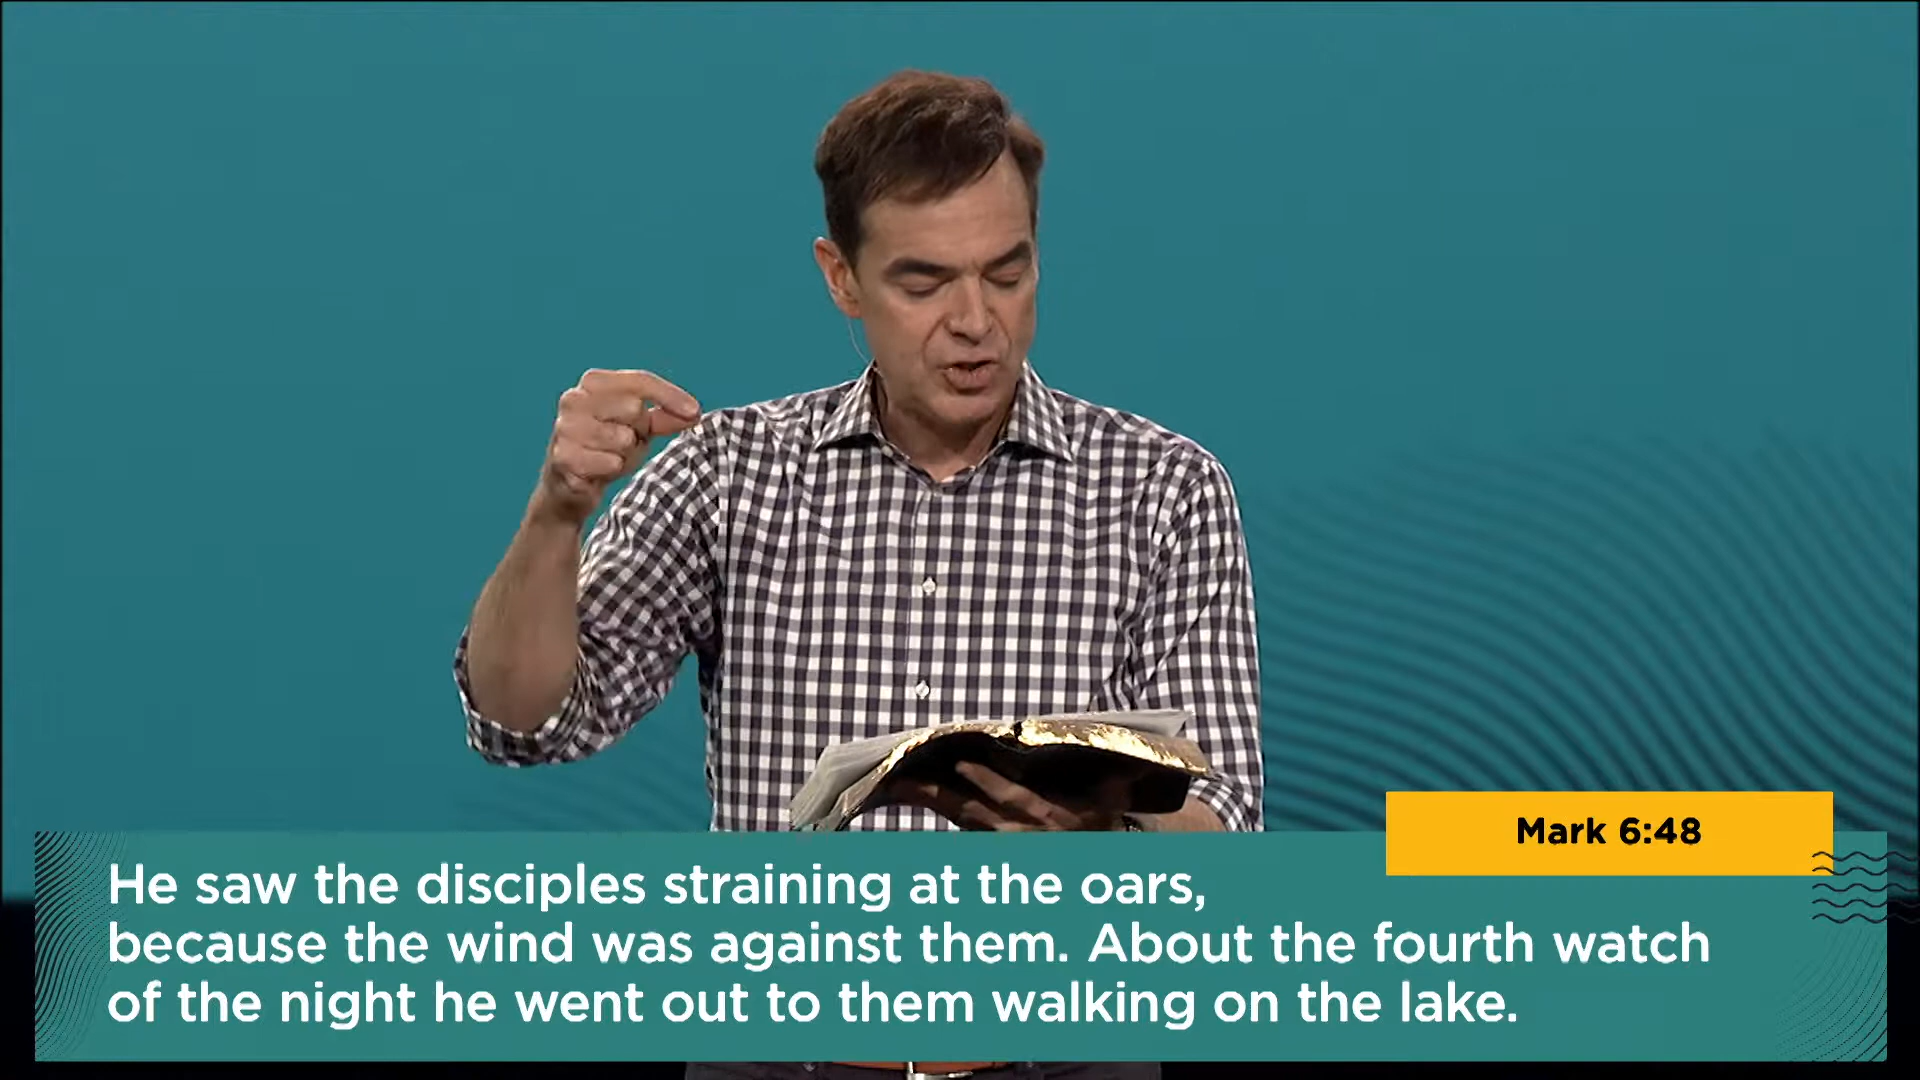 Mark 6:48
He saw the disciples straining at the oars,
because the wind was against them. About the fourth watch
of the night he went out to them walking on the lake.